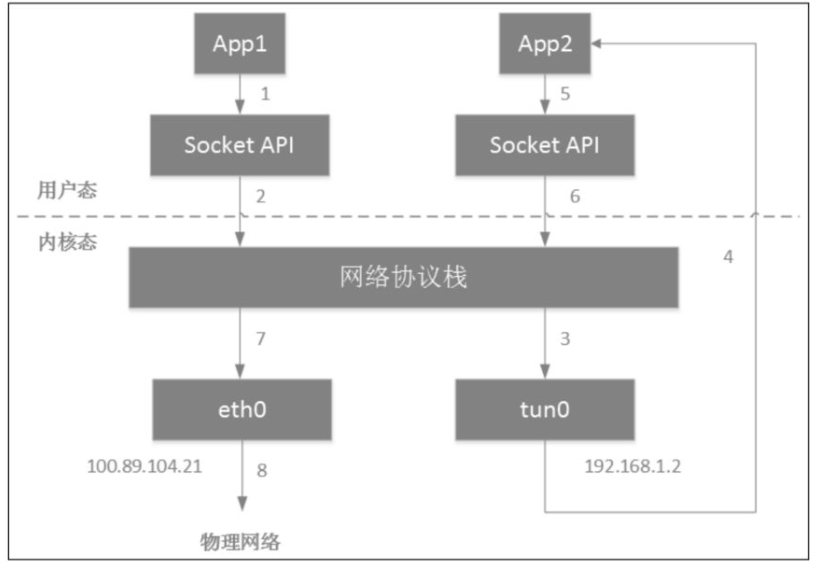 App1
App2
1
5
Socket API
Socket API
用户态
2
6
内核态
4
网络协议栈
7
3
eth0
tun0
100.89.104.21
8
192.168.1.2
物理网络